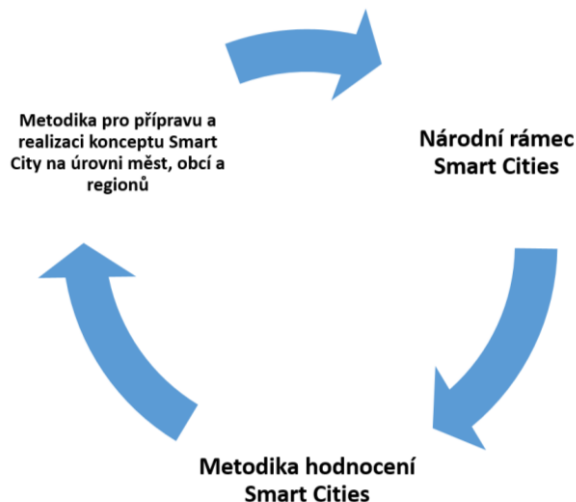 Metodika pro přípravu a
realizaci konceptu Smart
City na úrovni měst, obcí a
regionů
Národní rámec
Smart Cities
Metodika hodnocení
Smart Cities